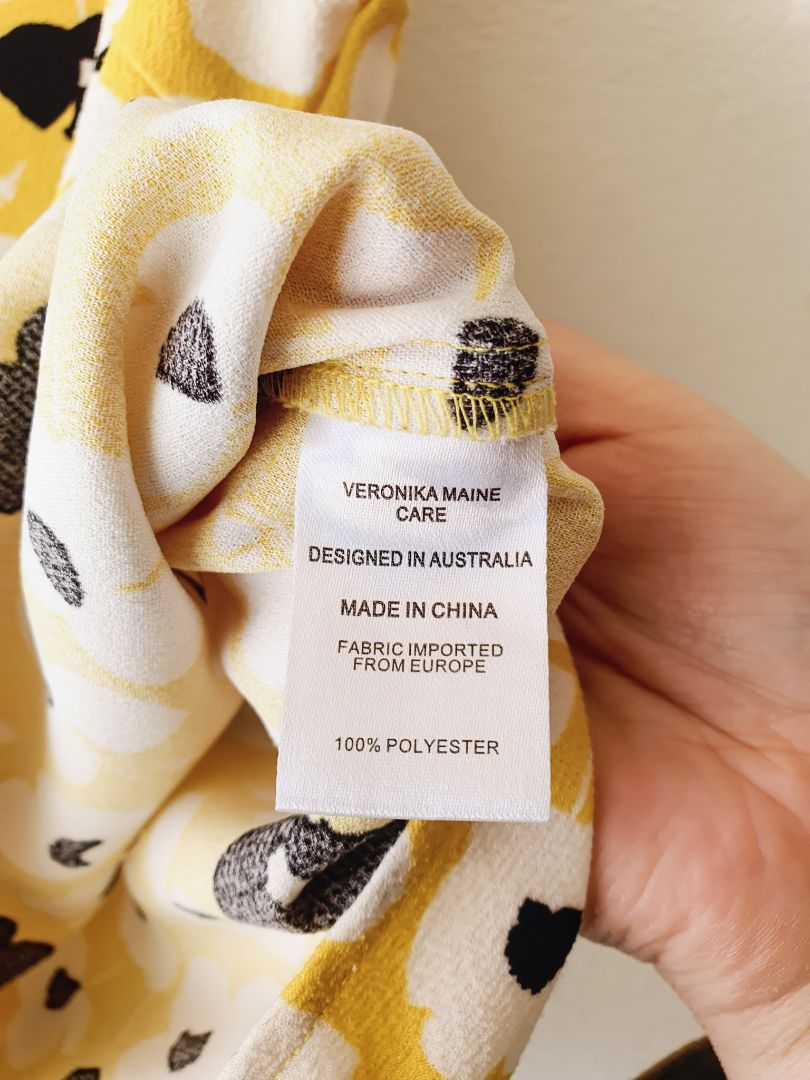 VERONIKA MAINE
CARE
DESIGNED IN AUSTRALIA
MADE IN CHINA
FABRIC IMPORTED
FROM EUROPE
100% POLYESTER